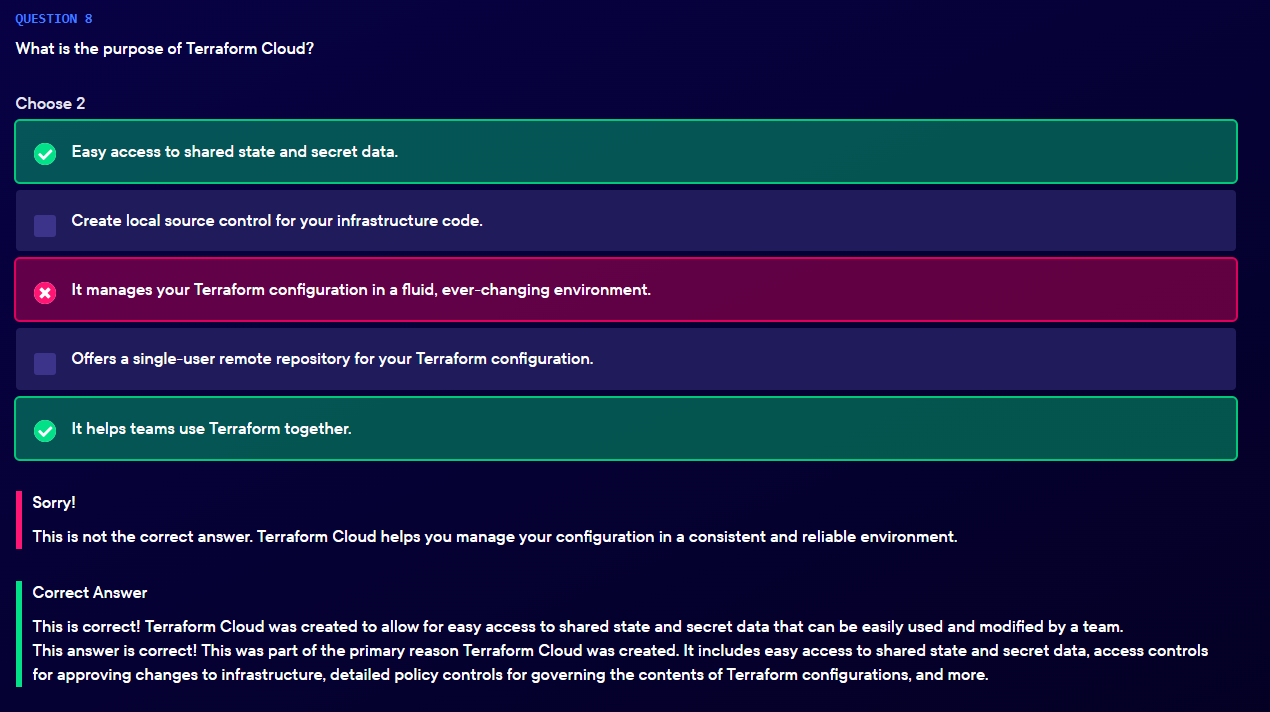 QUESTION 8
What is the purpose of Terraform Cloud?
Choose 2
Easy access to shared state and secret data.
Create local source control for your infrastructure code.
It manages your Terraform configuration in a fluid, ever-changing environment.
Offers a single-user remote repository for your Terraform configuration.
It helps teams use Terraform together.
Sorry!
This is not the correct answer. Terraform Cloud helps you manage your configuration in a consistent and reliable environment.
Correct Answer
This is correct! Terraform Cloud was created to allow for easy access to shared state and secret data that can be easily used and modified by a team.
This answer is correct! This was part of the primary reason Terraform Cloud was created. It includes easy access to shared state and secret data, access controls
for approving changes to infrastructure, detailed policy controls for governing the contents of Terraform configurations, and more.